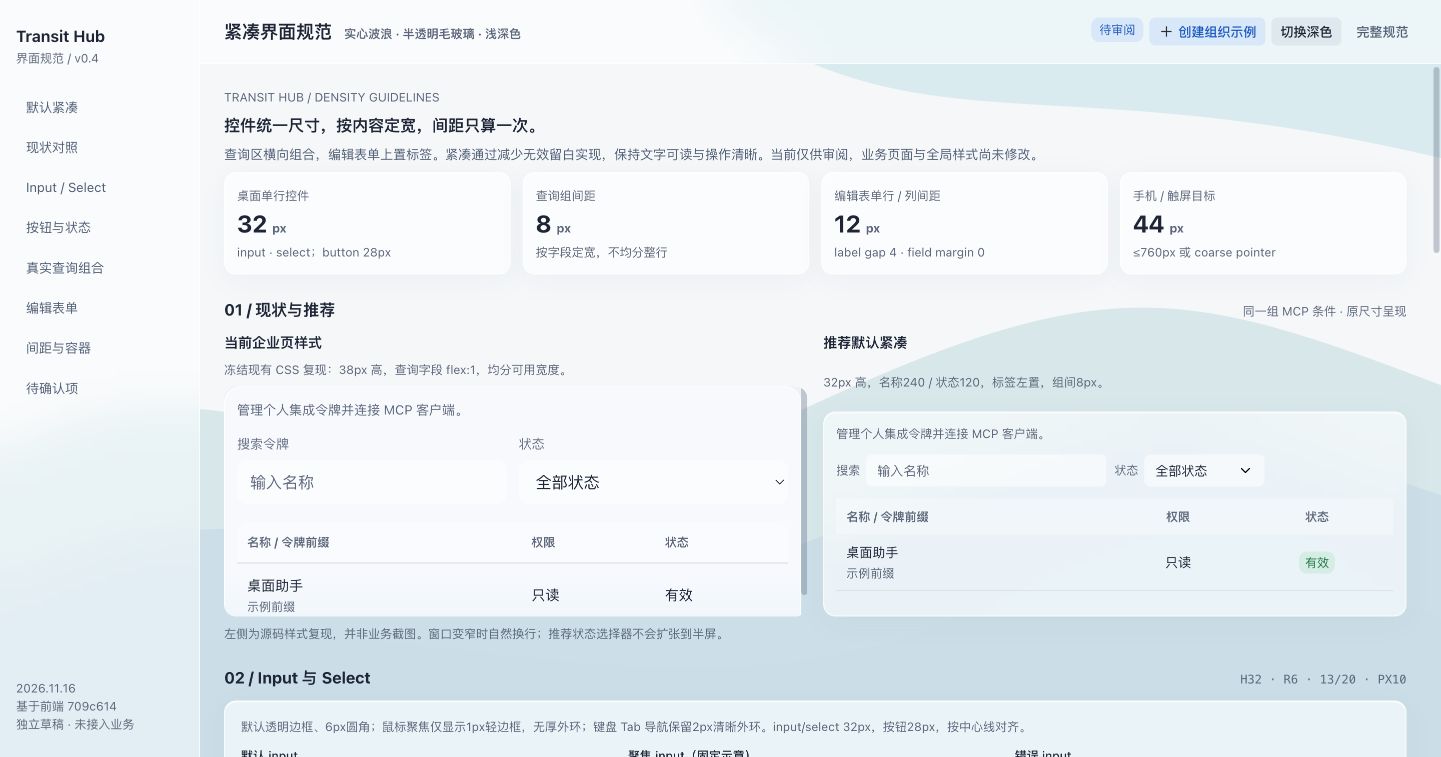 Transit Hub
界面规范 / v0.4
默认紧凑
现状对照
Input / Select
按钮与状态
真实查询组合
编辑表单
间距与容器
待确认项
2026.11.16
基于前端 709c614
独立草稿 · 未接入业务
紧凑界面规范 实心波浪 · 半透明毛玻璃 · 浅深色
待审阅 + 创建组织示例 切换深色 完整规范
TRANSIT HUB / DENSITY GUIDELINES
控件统一尺寸，按内容定宽，间距只算一次。
查询区横向组合，编辑表单上置标签。紧凑通过减少无效留白实现，保持文字可读与操作清晰。当前仅供审阅，业务页面与全局样式尚未修改。
桌面单行控件
32 px
input · select；button 28px
查询组间距
8 px
按字段定宽，不均分整行
编辑表单行 / 列间距
12 px
label gap 4 · field margin 0
手机 / 触屏目标
44 px
≤760px 或 coarse pointer
01 / 现状与推荐
同一组 MCP 条件 · 原尺寸呈现
当前企业页样式
冻结现有 CSS 复现：38px 高，查询字段 flex:1，均分可用宽度。
管理个人集成令牌并连接 MCP 客户端。
搜索令牌 状态
输入名称 全部状态
名称 / 令牌前缀 权限 状态
桌面助手
示例前缀
只读 有效
左侧为源码样式复现，并非业务截图。窗口变窄时自然换行；推荐状态选择器不会扩张到半屏。
推荐默认紧凑
32px 高，名称240 / 状态120，标签左置，组间8px。
管理个人集成令牌并连接 MCP 客户端。
搜索 输入名称 状态 全部状态
名称 / 令牌前缀 权限 状态
桌面助手
示例前缀
只读 有效
02 / Input 与 Select
H32 · R6 · 13/20 · PX10
默认透明边框、6px圆角；鼠标聚焦仅显示1px轻边框，无厚外环；键盘 Tab 导航保留2px清晰外环。input/select 32px，按钮28px，按中心线对齐。
默认 input 聚焦 input（固定示意） 错误 input